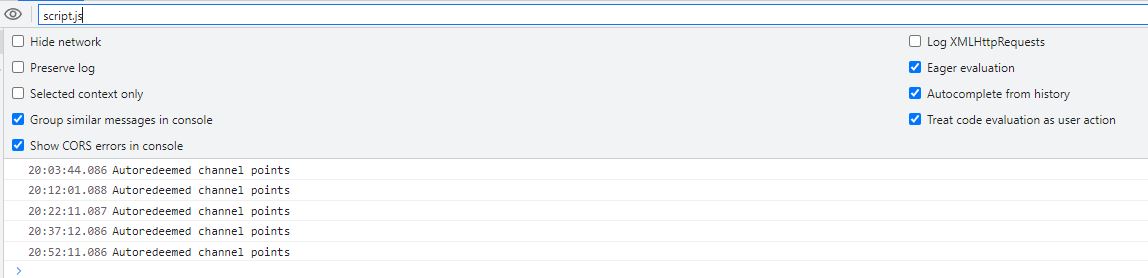 script.js
Hide network
Log XMLHttpRequests
Preserve log
Eager evaluation
Selected context only
Autocomplete from history
Group similar messages in console
Treat code evaluation as user action
Show CORS errors in console
20:03:44.086 Autoredeemed channel points
20:12:01.088 Autoredeemed channel points
20:22:11.087 Autoredeemed channel points
20:37:12.086 Autoredeemed channel points
20:52:11.086 Autoredeemed channel points
>